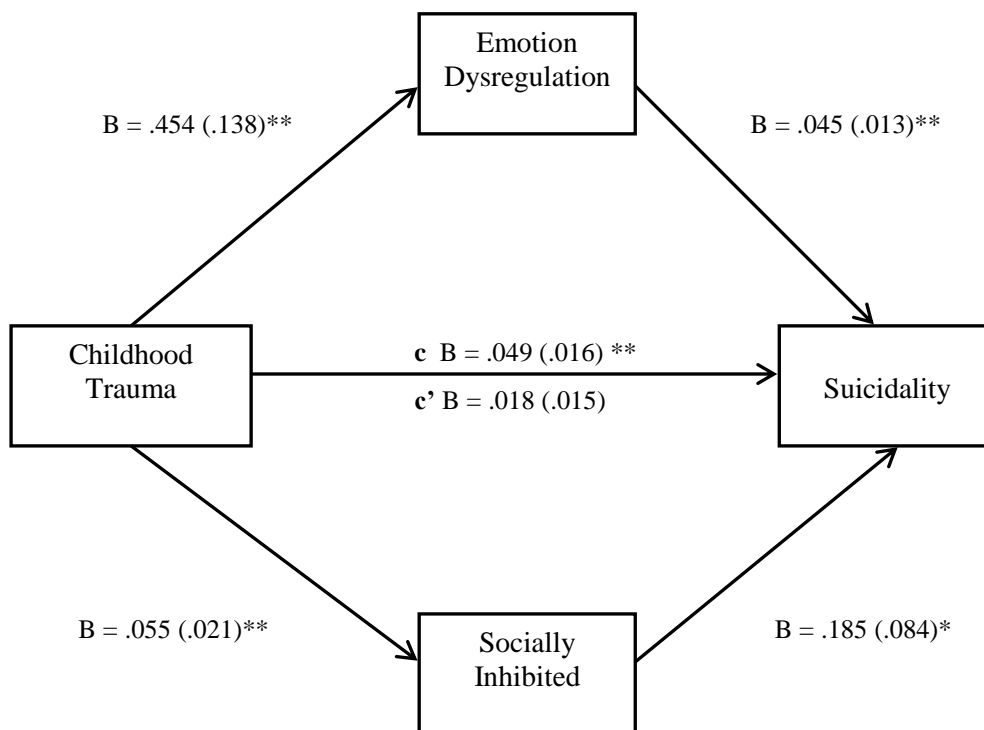 Emotion
Dysregulation
B = .454 (.138)**
B = .045 (.013)**
Childhood
Trauma
c B = .049 (.016) **
c’ B = .018 (.015)
Suicidality
B = .055 (.021)**
Socially
Inhibited
B = .185 (.084)*